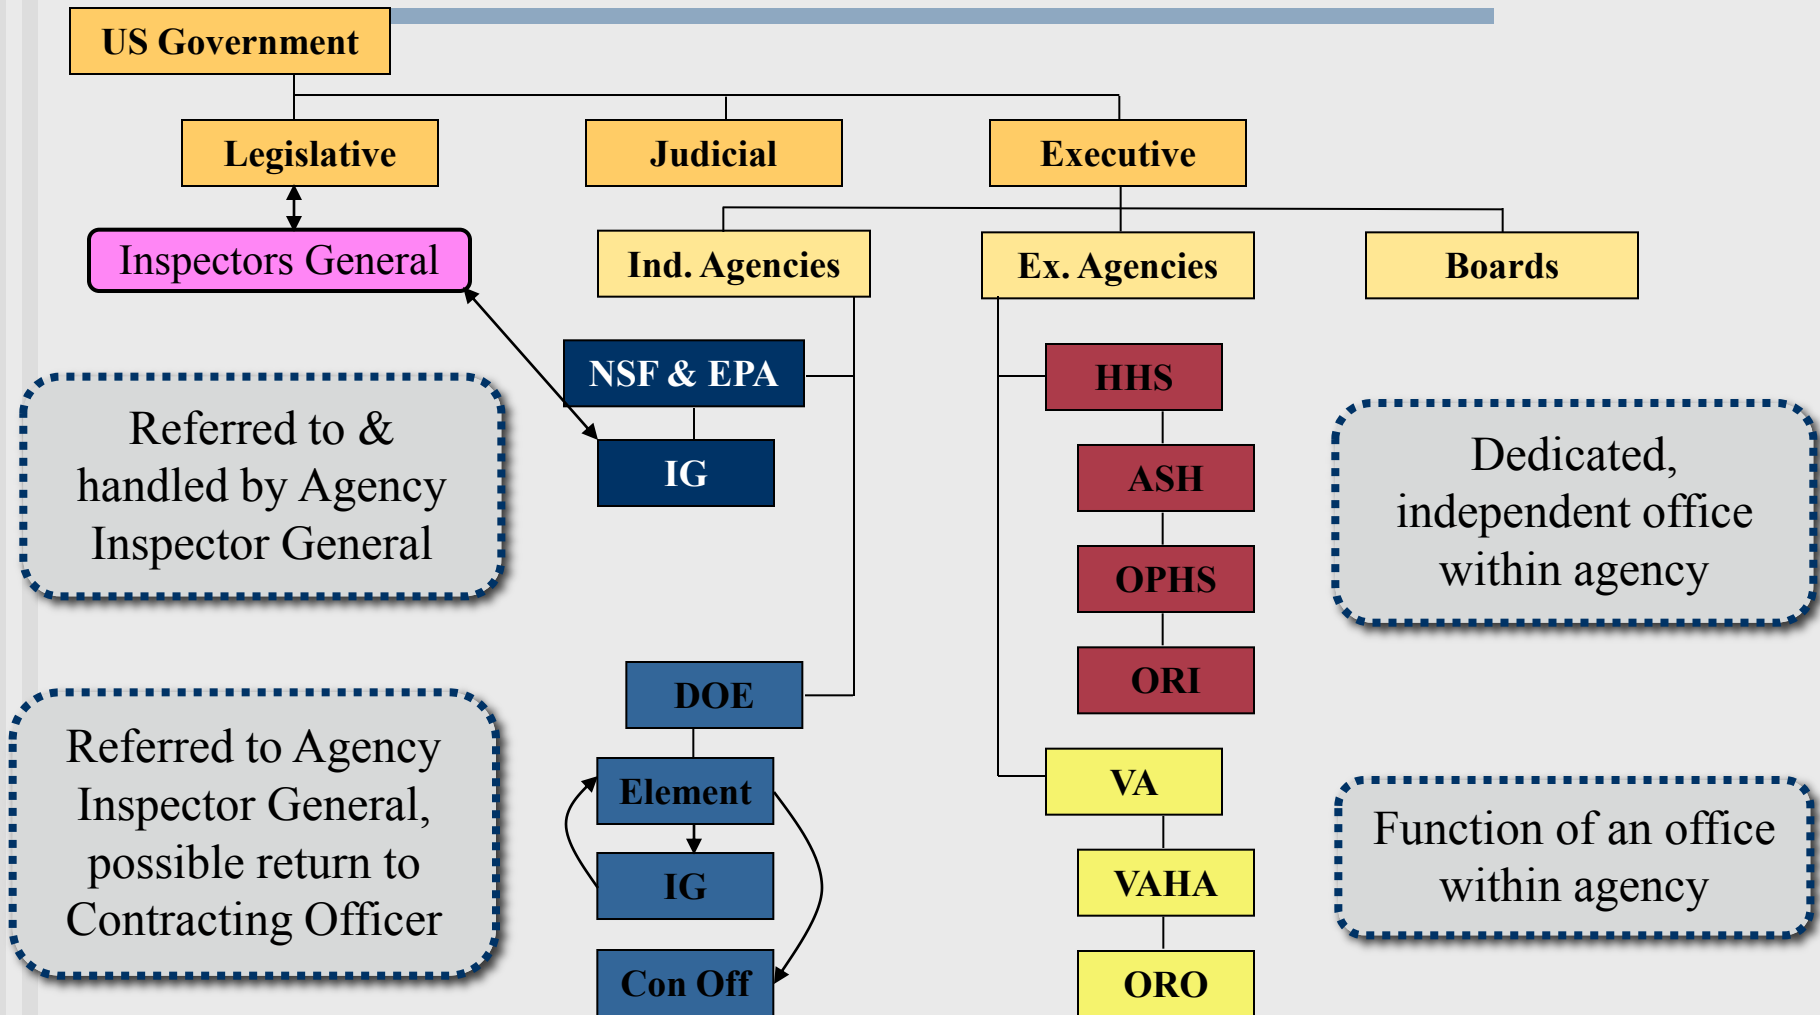 US Government
Legislative
Judicial
Executive
Inspectors General
Ind. Agencies
Ex. Agencies
Boards
NSF & EPA
IG
HHS
ASH
OPHS
ORI
Referred to &
handled by Agency
Inspector General
Dedicated,
independent office
within agency
DOE
Element
IG
Con Off
VA
VAHA
ORO
Referred to Agency
Inspector General,
possible return to
Contracting Officer
Function of an office
within agency